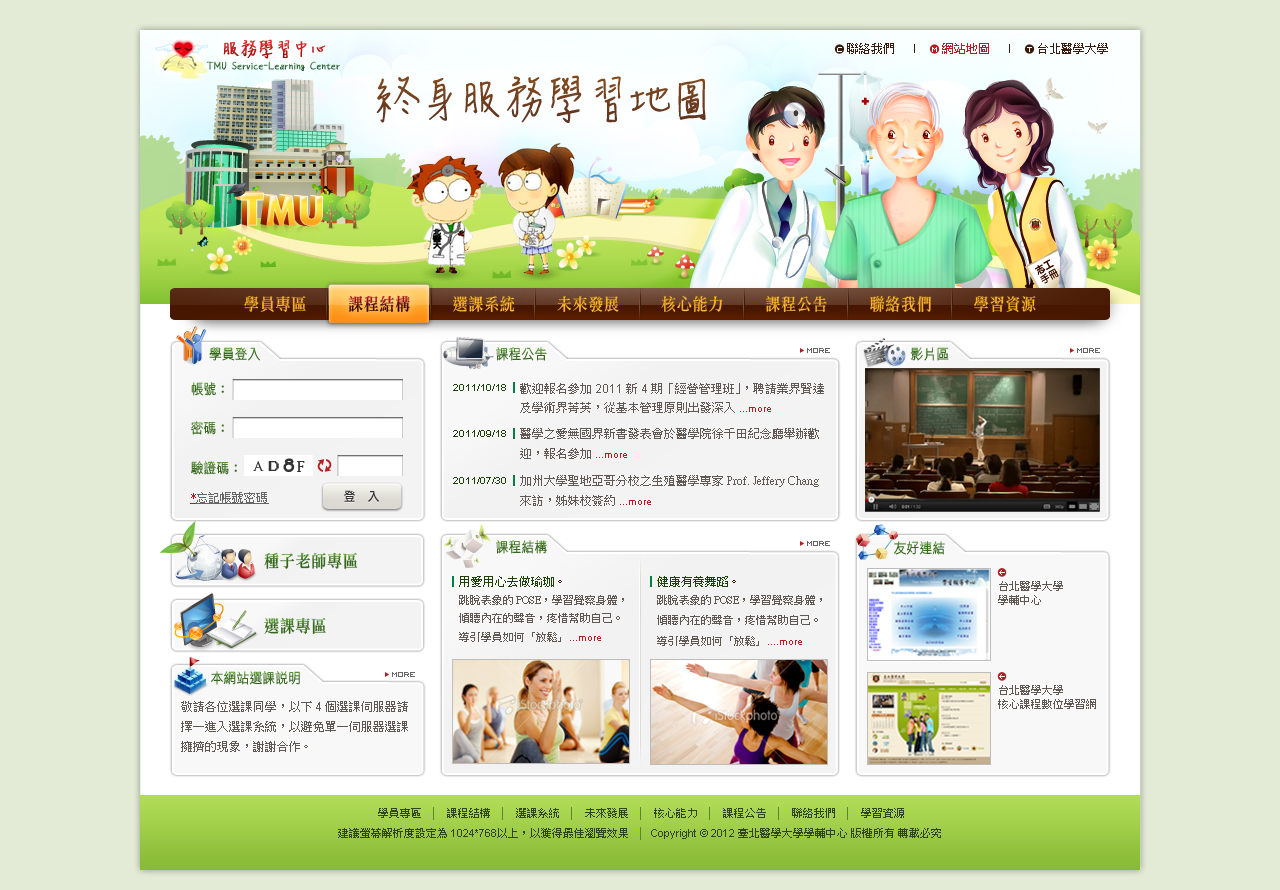 服務學習中心
TMU Service-Learning Center
聯絡我們
網站地圖
台北醫學大學
終身服務學習地圖
TMU
志工
手冊
學員專區 課程結構 選課系統 未來發展 核心能力 課程公告 聯絡我們 學習資源
學員登入
帳號：
密碼：
驗證碼： AD8F
*忘記帳號密碼
登 入
課程公告
MORE
2011/10/18 歡迎報名參加 2011 新 4 期「經營管理班」，聘請業界賢達
及學術界菁英，從基本管理原則出發深入 ...more
2011/09/18 醫學之愛無國界新書發表會於醫學院徐千田紀念廳舉辦歡
迎，報名參加 ...more
2011/07/30 加州大學聖地亞哥分校之生殖醫學專家 Prof. Jeffery Chang
來訪，姊妹校簽約 ...more
影片區
MORE
種子老師專區
選課專區
本網站選課說明
MORE
敬請各位選課同學，以下 4 個選課伺服器請
擇一進入選課系統，以避免單一伺服器選課
擁擠的現象，謝謝合作。
課程結構
MORE
用愛用心去做瑜珈。
跳脫表象的 POSE，學習覺察身體，
傾聽內在的聲音，疼惜幫助自己。
導引學員如何「放鬆」...more
iStockphoto
健康有養舞蹈。
跳脫表象的 POSE，學習覺察身體，
傾聽內在的聲音，疼惜幫助自己。
導引學員如何「放鬆」....more
iStockphoto
友好連結
台北醫學大學
學輔中心
台北醫學大學
核心課程數位學習網
學員專區 │ 課程結構 │ 選課系統 │ 未來發展 │ 核心能力 │ 課程公告 │ 聯絡我們 │ 學習資源
建議螢幕解析度設定為 1024*768以上，以獲得最佳瀏覽效果 │ Copyright © 2012 臺北醫學大學學輔中心 版權所有 轉載必究